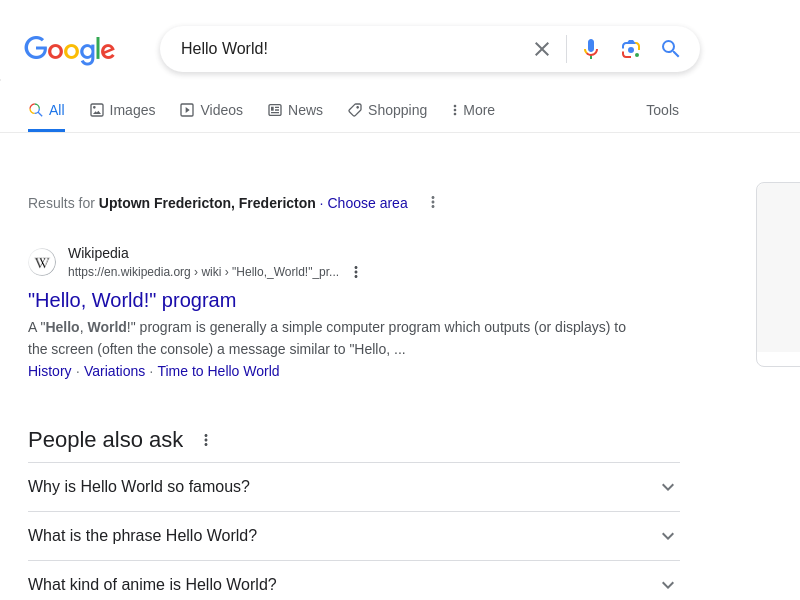 Google
Hello World!
All Images Videos News Shopping More Tools
Results for Uptown Fredericton, Fredericton · Choose area
W
Wikipedia
https://en.wikipedia.org › wiki › "Hello,_World!"_pr...
"Hello, World!" program
A "Hello, World!" program is generally a simple computer program which outputs (or displays) to
the screen (often the console) a message similar to "Hello, ...
History · Variations · Time to Hello World
People also ask
Why is Hello World so famous?
What is the phrase Hello World?
What kind of anime is Hello World?